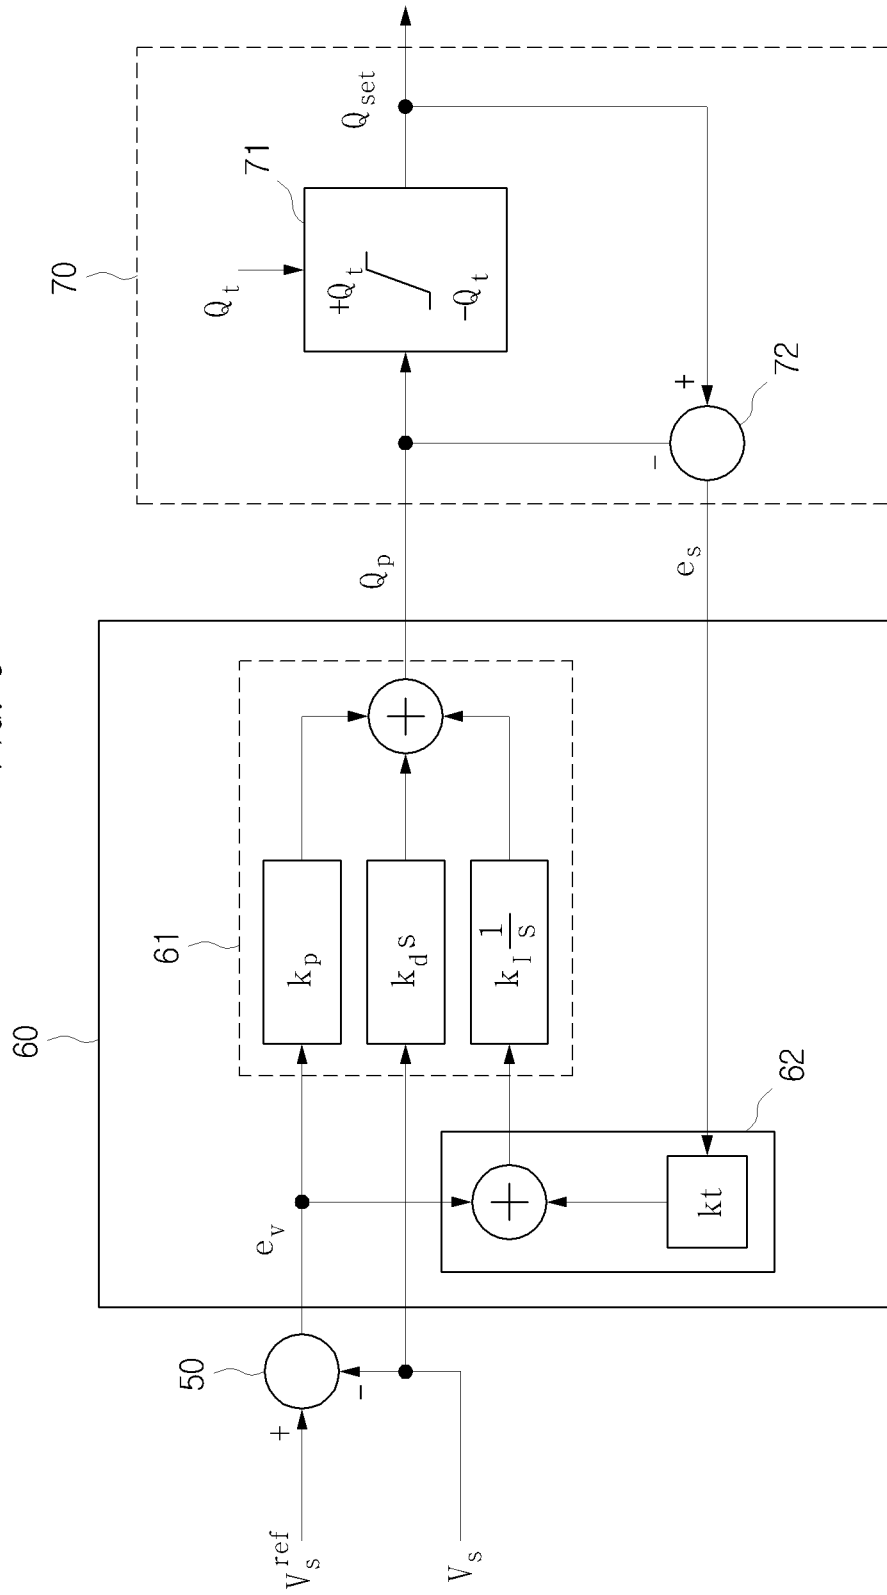 V_s^ref
V_s
+
-
50
e_v
60
61
k_p
k_d s
k_I 1/s
+
+
kt
62
Q_p
e_s
70
Q_t
71
+Q_t
-Q_t
Q_set
+
-
72